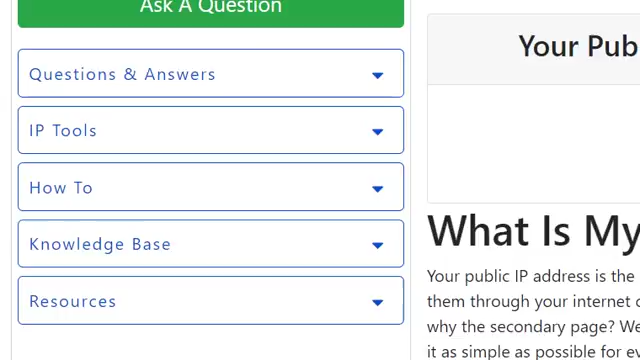 Ask A Question
Questions & Answers
IP Tools
How To
Knowledge Base
Resources
Your Pub
What Is My
Your public IP address is the
them through your internet
why the secondary page? We
it as simple as possible for